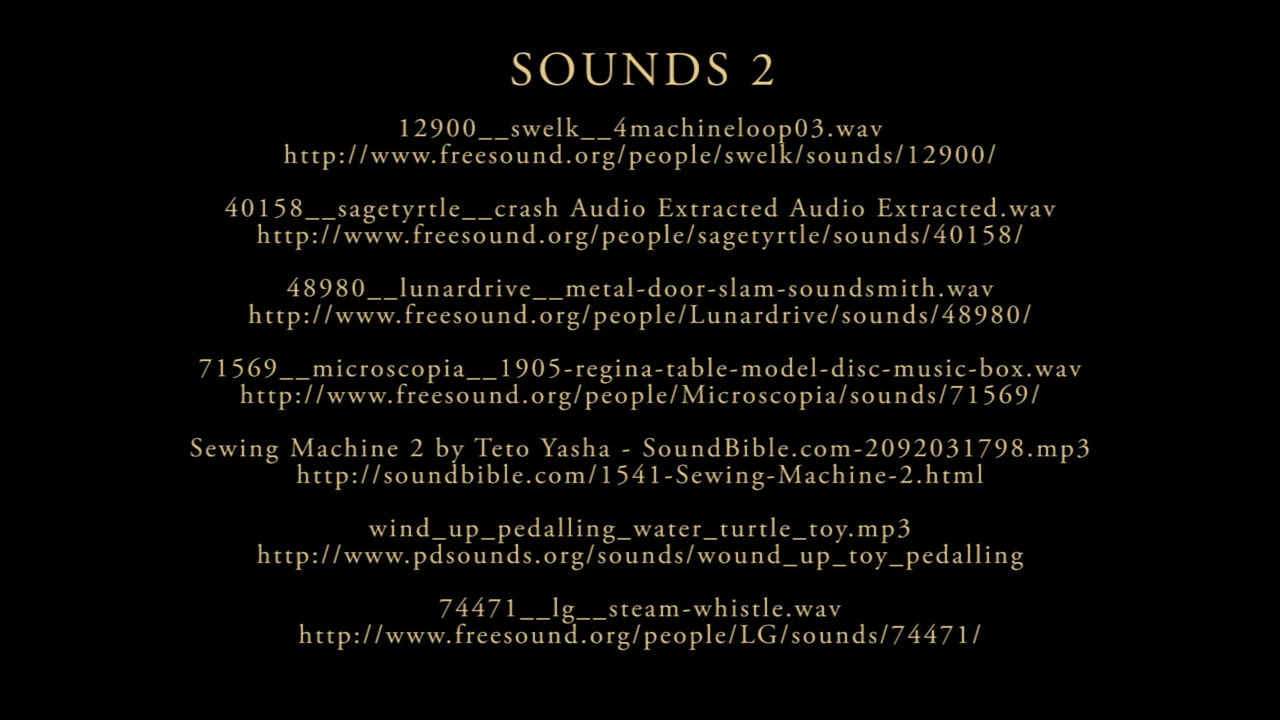 SOUNDS 2
12900__swelk__4machineloop03.wav
http://www.freesound.org/people/swelk/sounds/12900/
40158__sagetyrtle__crash Audio Extracted Audio Extracted.wav
http://www.freesound.org/people/sagetyrtle/sounds/40158/
48980__lunardrive__metal-door-slam-soundsmith.wav
http://www.freesound.org/people/Lunardrive/sounds/48980/
71569__microscopia__1905-regina-table-model-disc-music-box.wav
http://www.freesound.org/people/Microscopia/sounds/71569/
Sewing Machine 2 by Teto Yasha - SoundBible.com-2092031798.mp3
http://soundbible.com/1541-Sewing-Machine-2.html
wind_up_pedalling_water_turtle_toy.mp3
http://www.pdsounds.org/sounds/wound_up_toy_pedalling
74471__lg__steam-whistle.wav
http://www.freesound.org/people/LG/sounds/74471/